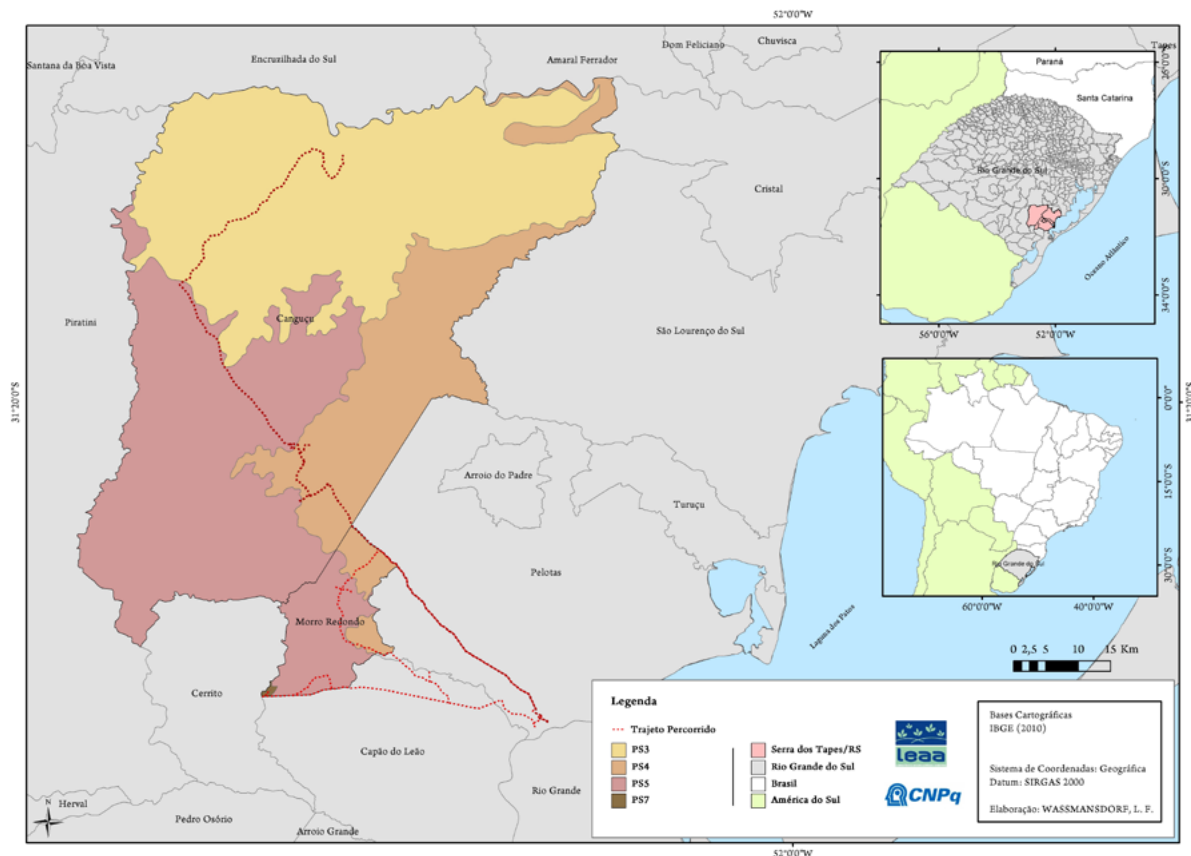 52°0'0"W
Santana da Bôa Vista
Encruzilhada do Sul
Amaral Ferrador
Dom Feliciano
Chuvisca
Tapes
Cristal
Piratini
Canguçu
São Lourenço do Sul
31°20'0"S
Arroio do Padre
Turuçu
Pelotas
Morro Redondo
Laguna dos Patos
Cerrito
Capão do Leão
Rio Grande
Herval
Pedro Osório
Arroio Grande
N
52°0'0"W
Paraná
Santa Catarina
Rio Grande do Sul
Oceano Atlântico
26°0'0"S
30°0'0"S
34°0'0"S
56°0'0"W
52°0'0"W
Rio Grande do Sul
0°0'0"
15°0'0"S
30°0'0"S
60°0'0"W
40°0'0"W
0 2,5 5 10 15 Km
Legenda
Trajeto Percorrido
PS3
PS4
PS5
PS7
Serra dos Tapes/RS
Rio Grande do Sul
Brasil
América do Sul
leaa
CNPq
Bases Cartográficas
IBGE (2010)
Sistema de Coordenadas: Geográfica
Datum: SIRGAS 2000
Elaboração: WASSMANSDORF, L. F.